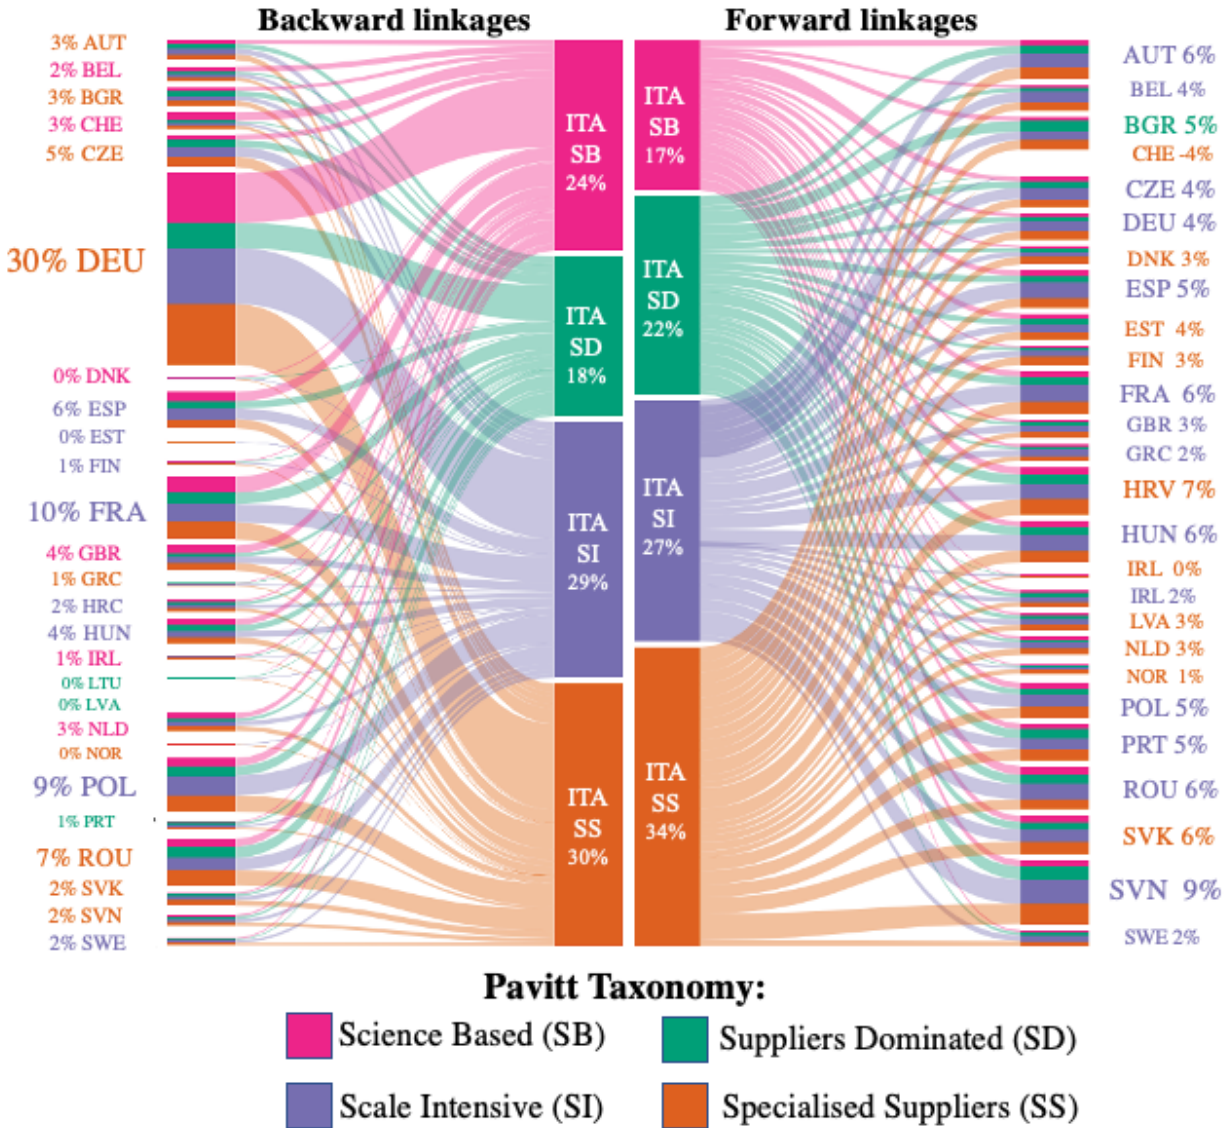 Backward linkages
Forward linkages
3% AUT
2% BEL
3% BGR
3% CHE
5% CZE
30% DEU
0% DNK
6% ESP
0% EST
1% FIN
10% FRA
4% GBR
1% GRC
2% HRC
4% HUN
1% IRL
0% LTU
0% LVA
3% NLD
0% NOR
9% POL
1% PRT
7% ROU
2% SVK
2% SVN
2% SWE
ITA
SB
24%
ITA
SD
18%
ITA
SI
29%
ITA
SS
30%
ITA
SB
17%
ITA
SD
22%
ITA
SI
27%
ITA
SS
34%
AUT 6%
BEL 4%
BGR 5%
CHE -4%
CZE 4%
DEU 4%
DNK 3%
ESP 5%
EST 4%
FIN 3%
FRA 6%
GBR 3%
GRC 2%
HRV 7%
HUN 6%
IRL 0%
IRL 2%
LVA 3%
NLD 3%
NOR 1%
POL 5%
PRT 5%
ROU 6%
SVK 6%
SVN 9%
SWE 2%
Pavitt Taxonomy:
Science Based (SB)
Suppliers Dominated (SD)
Scale Intensive (SI)
Specialised Suppliers (SS)